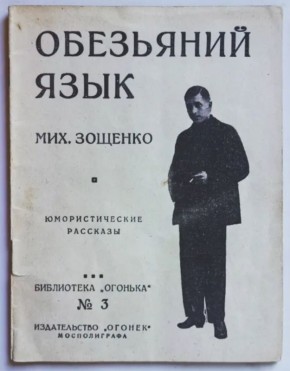 ОБЕЗЬЯНИЙ
ЯЗЫК
МИХ. ЗОЩЕНКО
ЮМОРИСТИЧЕСКИЕ
РАССКАЗЫ
БИБЛИОТЕКА „ОГОНЬКА“
№ 3
ИЗДАТЕЛЬСТВО „ОГОНЕК“
МОСПОЛИГРАФА